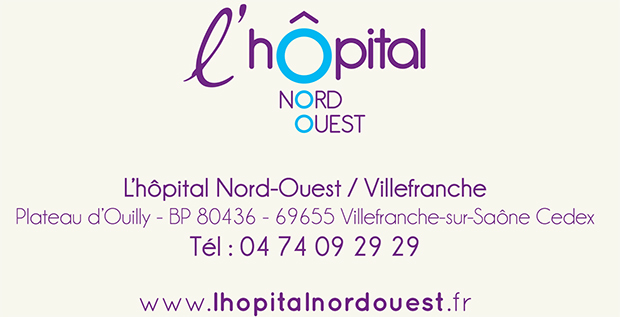 l'hôpital
NORD
OUEST
L'hôpital Nord-Ouest / Villefranche
Plateau d'Ouilly - BP 80436 - 69655 Villefranche-sur-Saône Cedex
Tél : 04 74 09 29 29
www.lhopitalnordouest.fr